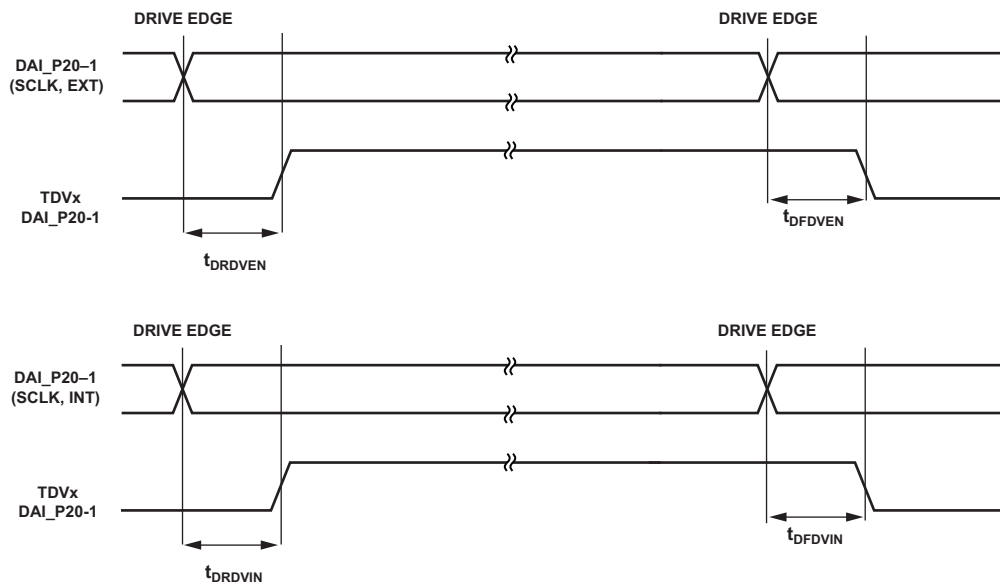 DRIVE EDGE
DRIVE EDGE
DAI_P20–1
(SCLK, EXT)
TDVx
DAI_P20-1
tDFDVEN
tDRDVEN
DRIVE EDGE
DRIVE EDGE
DAI_P20–1
(SCLK, INT)
TDVx
DAI_P20-1
tDFDVIN
tDRDVIN